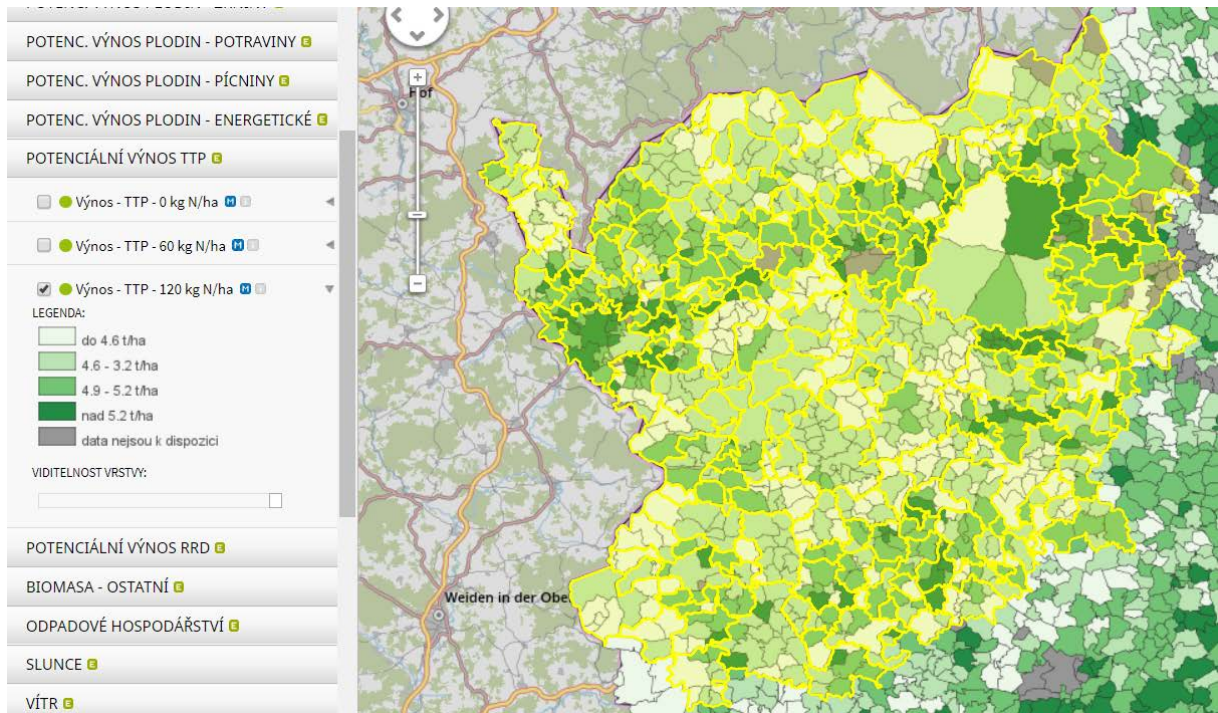 POTENC. VÝNOS PLODIN - POTRAVINY E
POTENC. VÝNOS PLODIN - PÍCNINY E
POTENC. VÝNOS PLODIN - ENERGETICKÉ E
POTENCIÁLNÍ VÝNOS TTP E
Výnos - TTP - 0 kg N/ha M
Výnos - TTP - 60 kg N/ha M
Výnos - TTP - 120 kg N/ha M
LEGENDA:
do 4.6 t/ha
4.6 - 3.2 t/ha
4.9 - 5.2 t/ha
nad 5.2 t/ha
data nejsou k dispozici
VIDITELNOST VRSTVY:
POTENCIÁLNÍ VÝNOS RRD E
BIOMASA - OSTATNÍ E
ODPADOVÉ HOSPODÁŘSTVÍ E
SLUNCE E
VÍTR E
Hof
Weiden in der Obe